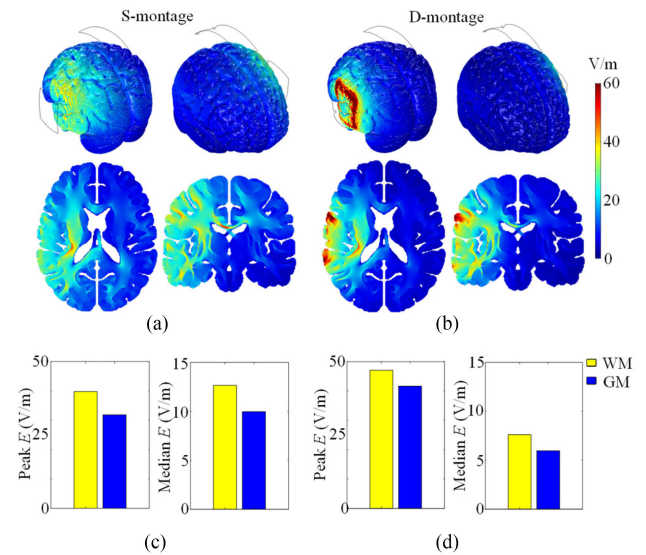 S-montage
D-montage
V/m
60
40
20
0
(a)
(b)
50
25
0
Peak E (V/m)
15
10
5
0
Median E (V/m)
50
25
0
Peak E (V/m)
15
10
5
0
Median E (V/m)
WM
GM
(c)
(d)